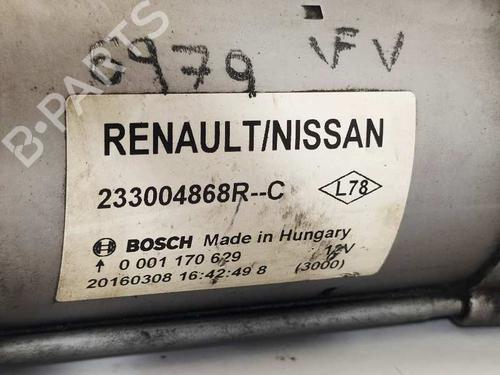 C979 VFV
RENAULT/NISSAN
233004868R--C
L78
BOSCH Made in Hungary
0 001 170 629 12V
20160308 16:42:49 8 (3000)
B-PARTS